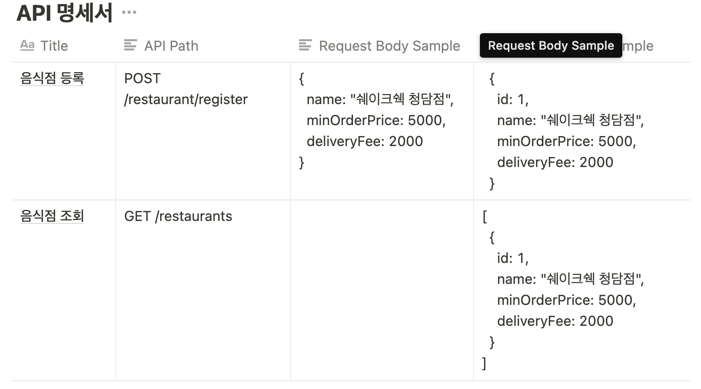 API 명세서 ···
Aa Title
API Path
Request Body Sample
Request Body Sample
mple
음식점 등록
POST
/restaurant/register
{
name: "쉐이크쉑 청담점",
minOrderPrice: 5000,
deliveryFee: 2000
}
{
id: 1,
name: "쉐이크쉑 청담점",
minOrderPrice: 5000,
deliveryFee: 2000
}
음식점 조회
GET /restaurants
[
{
id: 1,
name: "쉐이크쉑 청담점",
minOrderPrice: 5000,
deliveryFee: 2000
}
]